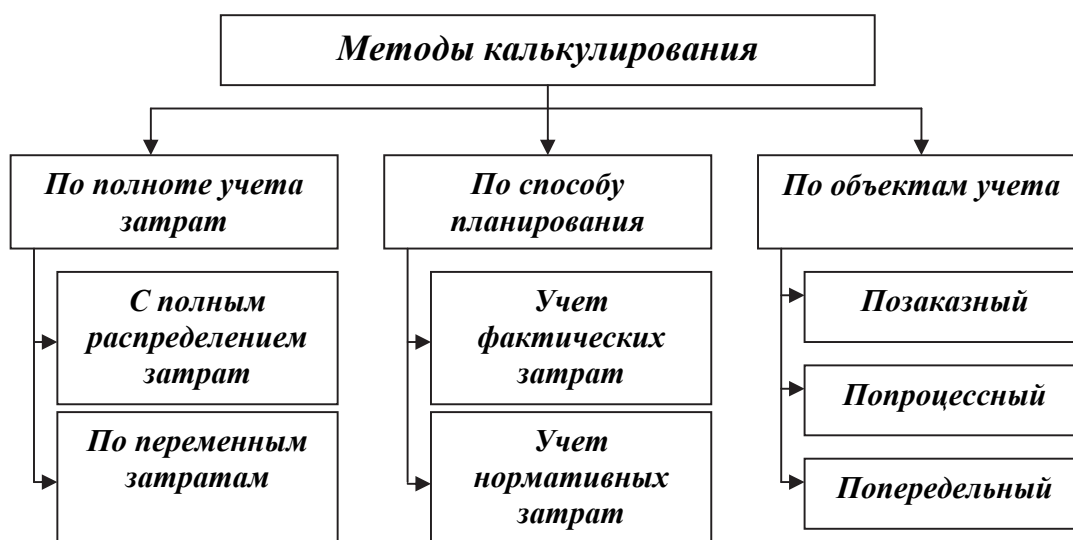 Методы калькулирования
По полноте учета
затрат
По способу
планирования
По объектам учета
С полным
распределением
затрат
По переменным
затратам
Учет
фактических
затрат
Учет
нормативных
затрат
Позаказный
Попроцессный
Попередельный